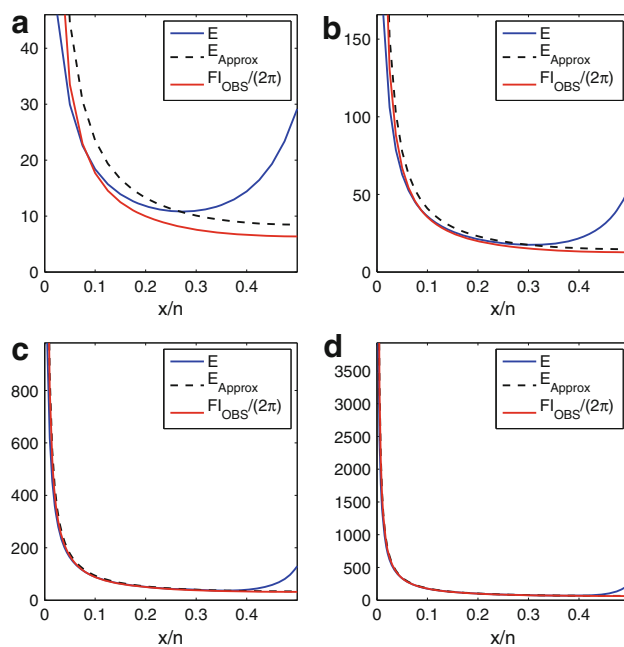 a
E
E_Approx
FI_OBS/(2π)
40
30
20
10
0
0 0.1 0.2 0.3 0.4
x/n
b
E
E_Approx
FI_OBS/(2π)
150
100
50
0
0 0.1 0.2 0.3 0.4
x/n
c
E
E_Approx
FI_OBS/(2π)
800
600
400
200
0
0 0.1 0.2 0.3 0.4
x/n
d
E
E_Approx
FI_OBS/(2π)
3500
3000
2500
2000
1500
1000
500
0
0 0.1 0.2 0.3 0.4
x/n